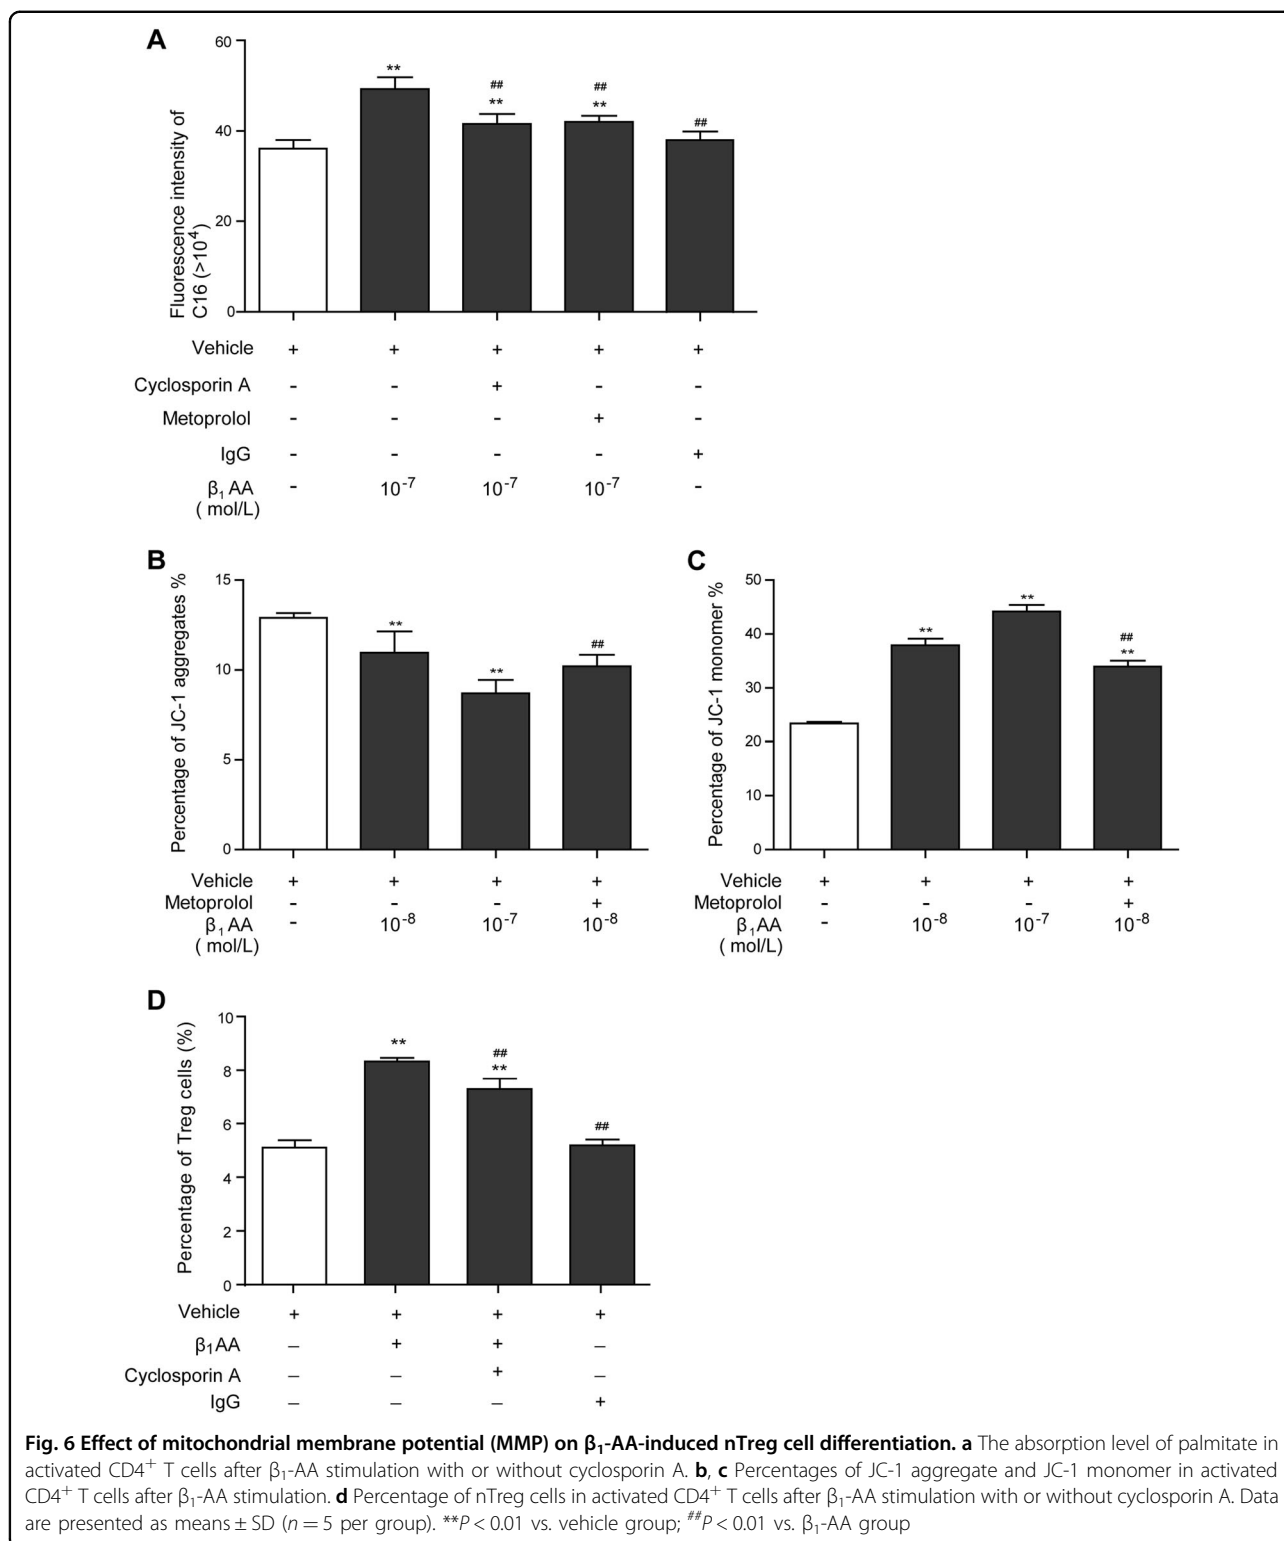 A
Fluorescence intensity of
C16 (>10⁴)
60
40
20
0
**
##
**
##
**
##
Vehicle + + + + +
Cyclosporin A - - + - -
Metoprolol - - - + -
IgG - - - - +
β₁ AA - 10⁻⁷ 10⁻⁷ 10⁻⁷ -
( mol/L)
B
Percentage of JC-1 aggregates %
15
10
5
0
**
**
##
Vehicle + + + +
Metoprolol - - - +
β₁AA - 10⁻⁸ 10⁻⁷ 10⁻⁸
( mol/L)
C
Percentage of JC-1 monomer %
50
40
30
20
10
0
**
**
##
**
Vehicle + + + +
Metoprolol - - - +
β₁AA - 10⁻⁸ 10⁻⁷ 10⁻⁸
( mol/L)
D
Percentage of Treg cells (%)
10
8
6
4
2
0
**
##
**
##
Vehicle + + + +
β₁AA – + + –
Cyclosporin A – – + –
IgG – – – +
Fig. 6 Effect of mitochondrial membrane potential (MMP) on β₁-AA-induced nTreg cell differentiation. a The absorption level of palmitate in
activated CD4⁺ T cells after β₁-AA stimulation with or without cyclosporin A. b, c Percentages of JC-1 aggregate and JC-1 monomer in activated
CD4⁺ T cells after β₁-AA stimulation. d Percentage of nTreg cells in activated CD4⁺ T cells after β₁-AA stimulation with or without cyclosporin A. Data
are presented as means ± SD (n = 5 per group). **P < 0.01 vs. vehicle group; ##P < 0.01 vs. β₁-AA group